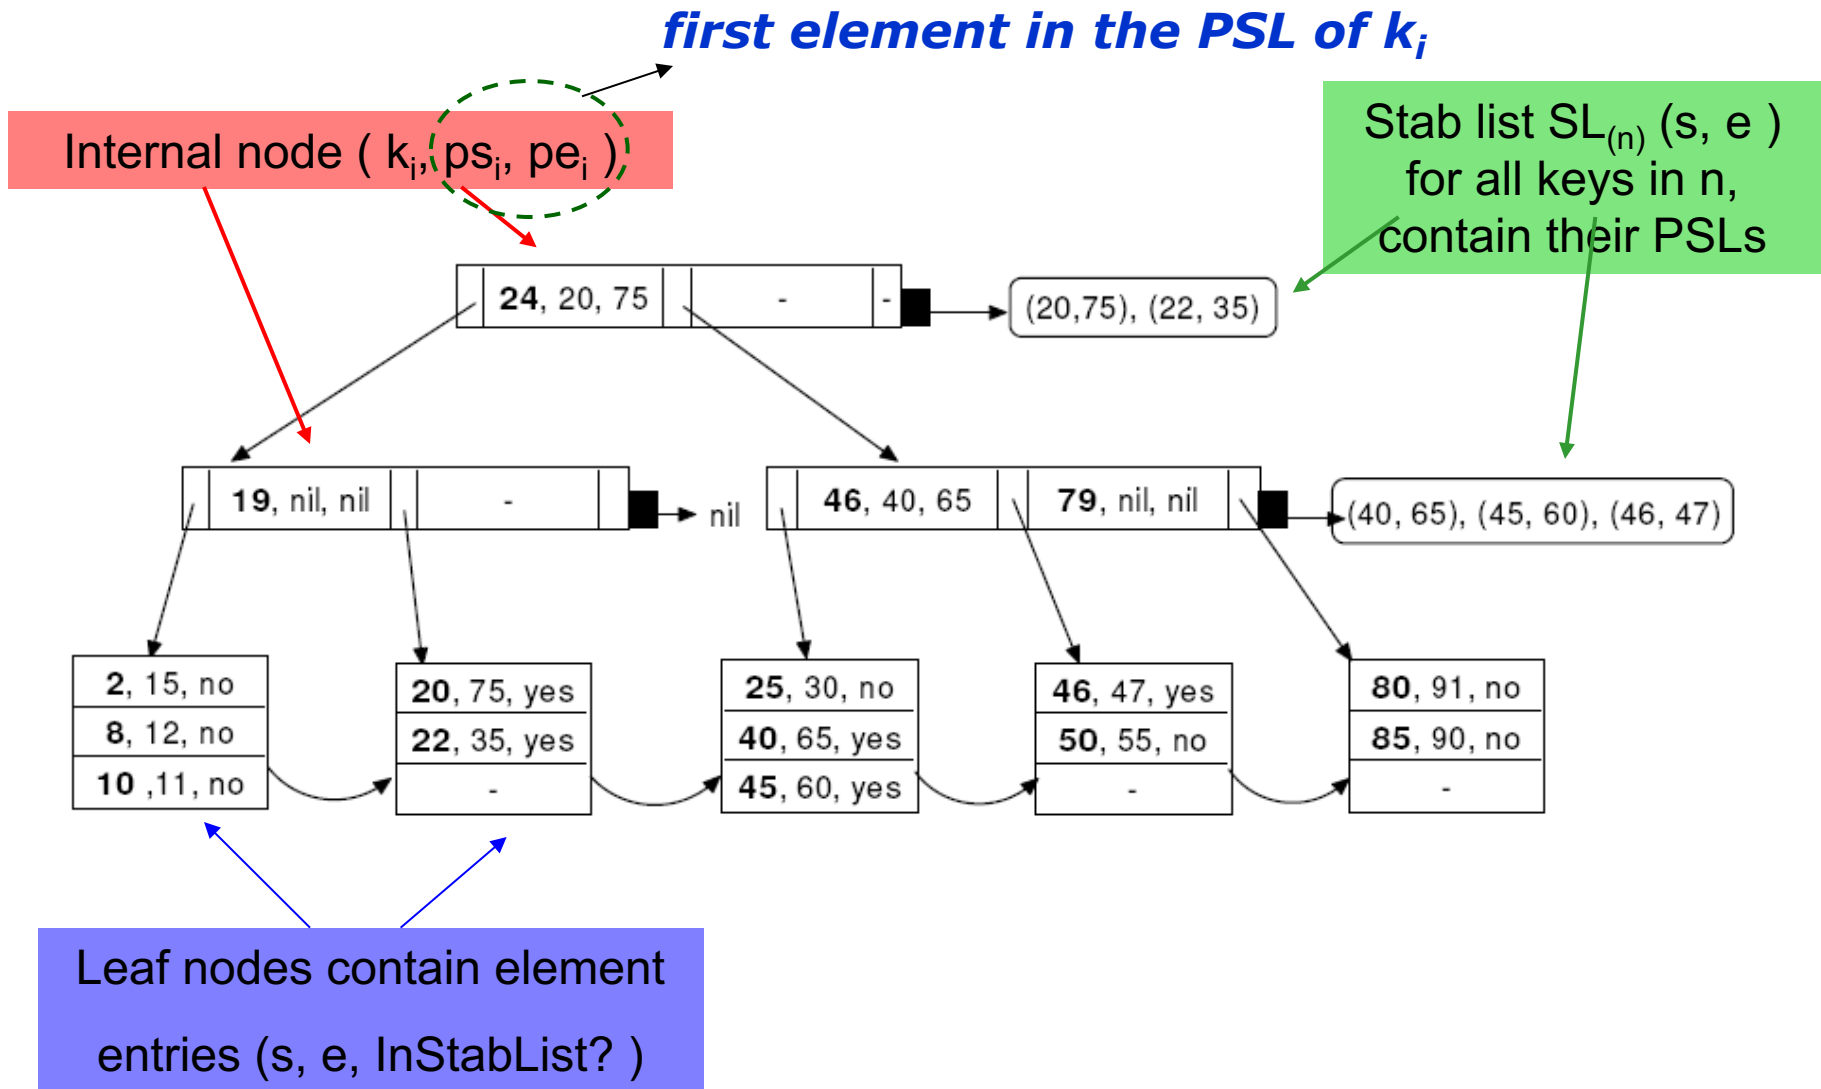 first element in the PSL of ki
Internal node ( ki, psi, pei )
Stab list SL(n) (s, e )
for all keys in n,
contain their PSLs
24, 20, 75
-
-
(20,75), (22, 35)
19, nil, nil
-
nil
46, 40, 65
79, nil, nil
(40, 65), (45, 60), (46, 47)
2, 15, no
8, 12, no
10 ,11, no
20, 75, yes
22, 35, yes
-
25, 30, no
40, 65, yes
45, 60, yes
46, 47, yes
50, 55, no
-
80, 91, no
85, 90, no
-
Leaf nodes contain element
entries (s, e, InStabList? )